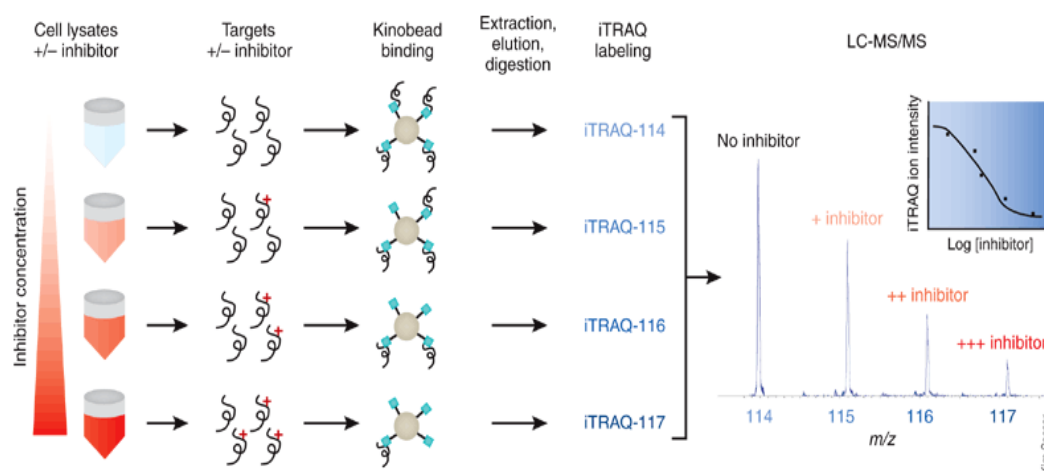 Cell lysates
+/– inhibitor
Targets
+/– inhibitor
Kinobead
binding
Extraction,
elution,
digestion
iTRAQ
labeling
LC-MS/MS
Inhibitor concentration
iTRAQ-114
iTRAQ-115
iTRAQ-116
iTRAQ-117
No inhibitor
+ inhibitor
++ inhibitor
+++ inhibitor
iTRAQ ion intensity
Log [inhibitor]
114
115
116
117
m/z
+
+
+
+
+
+